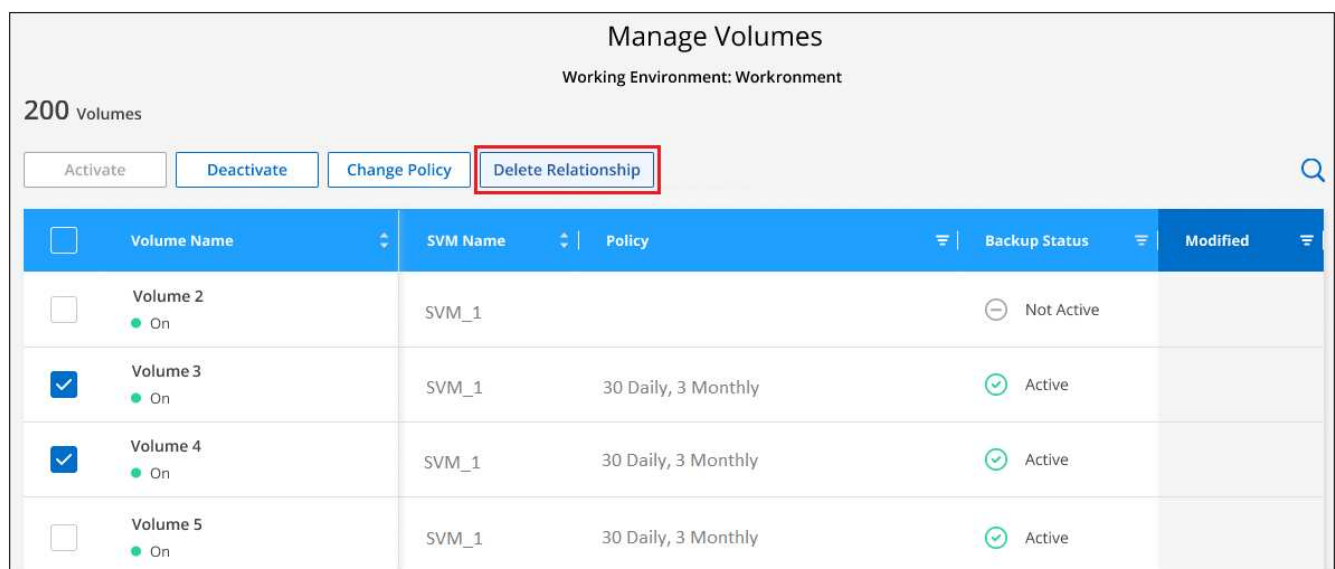 Manage Volumes
Working Environment: Workronment
200 Volumes
Activate Deactivate Change Policy Delete Relationship
Volume Name SVM Name Policy Backup Status Modified
Volume 2
On
SVM_1 Not Active
Volume 3
On
SVM_1 30 Daily, 3 Monthly Active
Volume 4
On
SVM_1 30 Daily, 3 Monthly Active
Volume 5
On
SVM_1 30 Daily, 3 Monthly Active